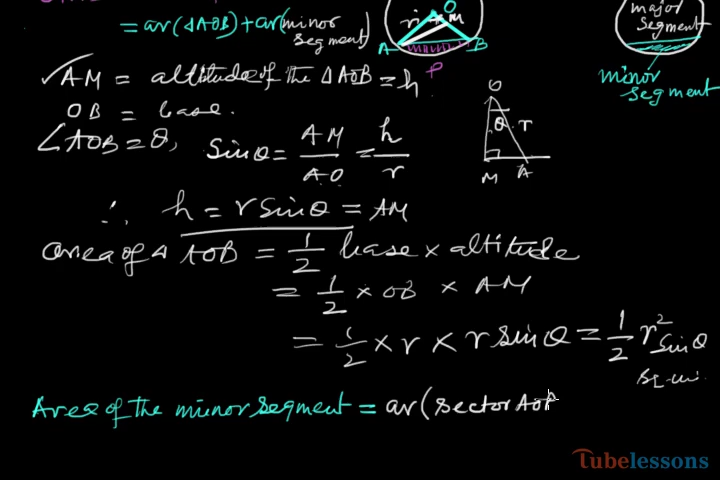 = ar(ΔAOB) + ar(minor segment)
r O M
A B
P
major segment
minor segment
✓AM = altitude of the ΔAOB = h
OB = base.
∠AOB = θ, Sinθ = AM/AO = h/r
O
θ r
M A
∴ h = r sinθ = AM
area of Δ AOB = 1/2 base × altitude
= 1/2 × OB × AM
= 1/2 × r × r sinθ = 1/2 r² sinθ
Area of the minor segment = ar(sector AO
Tubelessons